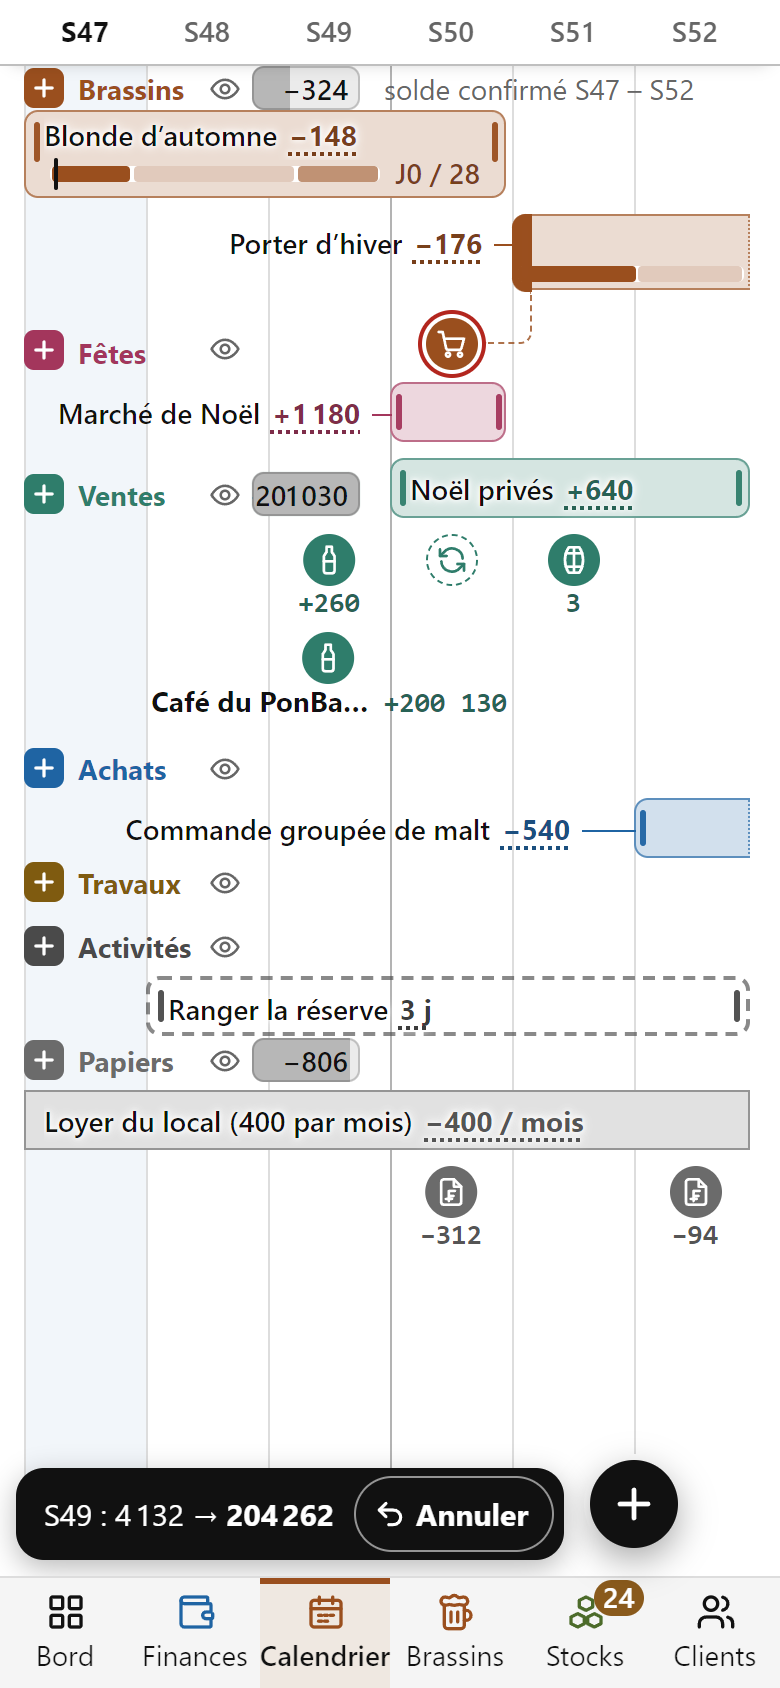 S47 S48 S49 S50 S51 S52
Brassins −324 solde confirmé S47 – S52
Blonde d’automne −148
J0 / 28
Porter d’hiver −176
Fêtes
Marché de Noël +1 180
Ventes 201030 Noël privés +640
+260 3
Café du PonBa… +200 130
Achats
Commande groupée de malt −540
Travaux
Activités
Ranger la réserve 3 j
Papiers −806
Loyer du local (400 par mois) −400 / mois
−312 −94
S49 : 4 132 → 204 262 Annuler
24
Bord Finances Calendrier Brassins Stocks Clients